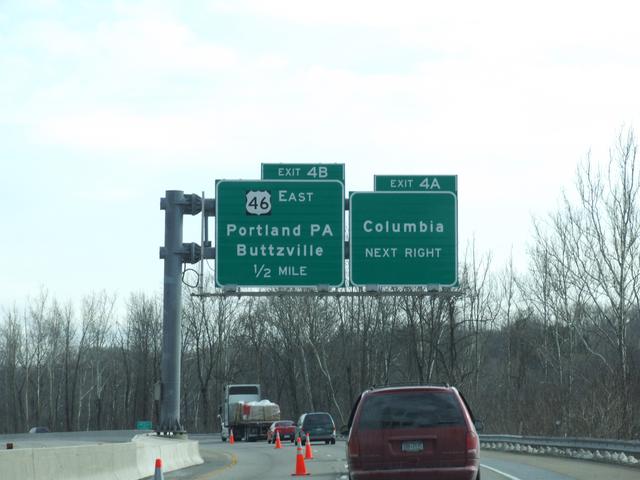 EXIT 4B
46 EAST
Portland PA
Buttzville
1/2 MILE
EXIT 4A
Columbia
NEXT RIGHT